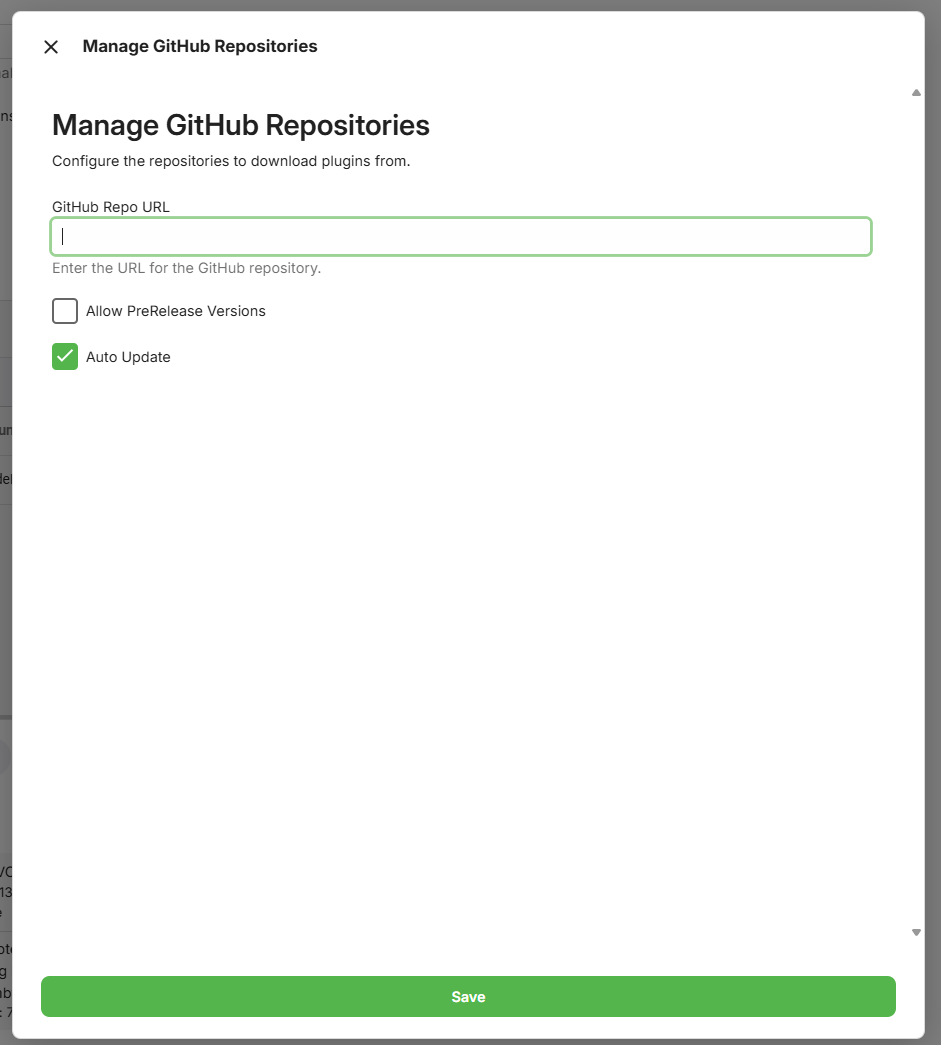 Manage GitHub Repositories
Manage GitHub Repositories
Configure the repositories to download plugins from.
GitHub Repo URL
Enter the URL for the GitHub repository.
Allow PreRelease Versions
Auto Update
Save